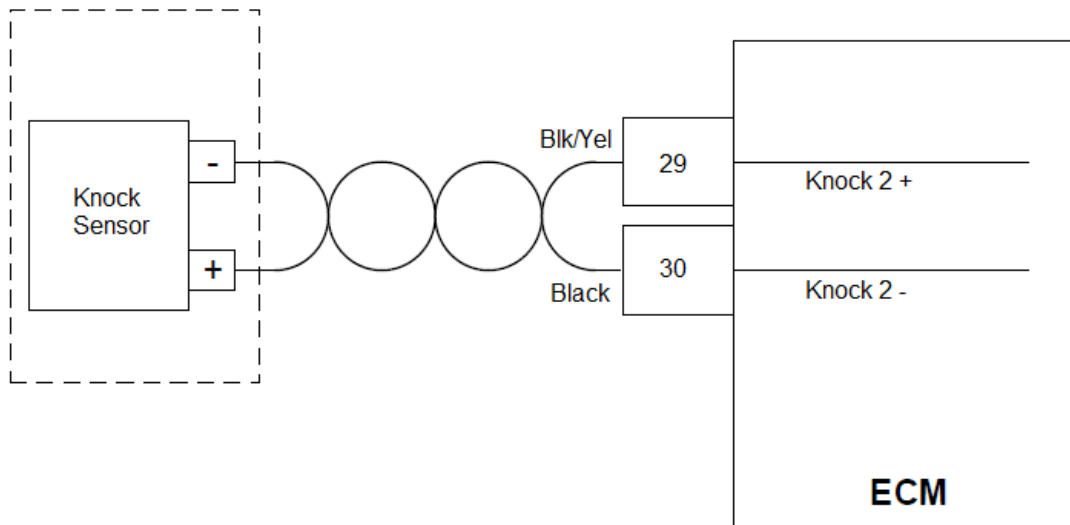 Blk/Yel
-
29
Knock 2 +
Knock
Sensor
+
30
Black
Knock 2 -
ECM